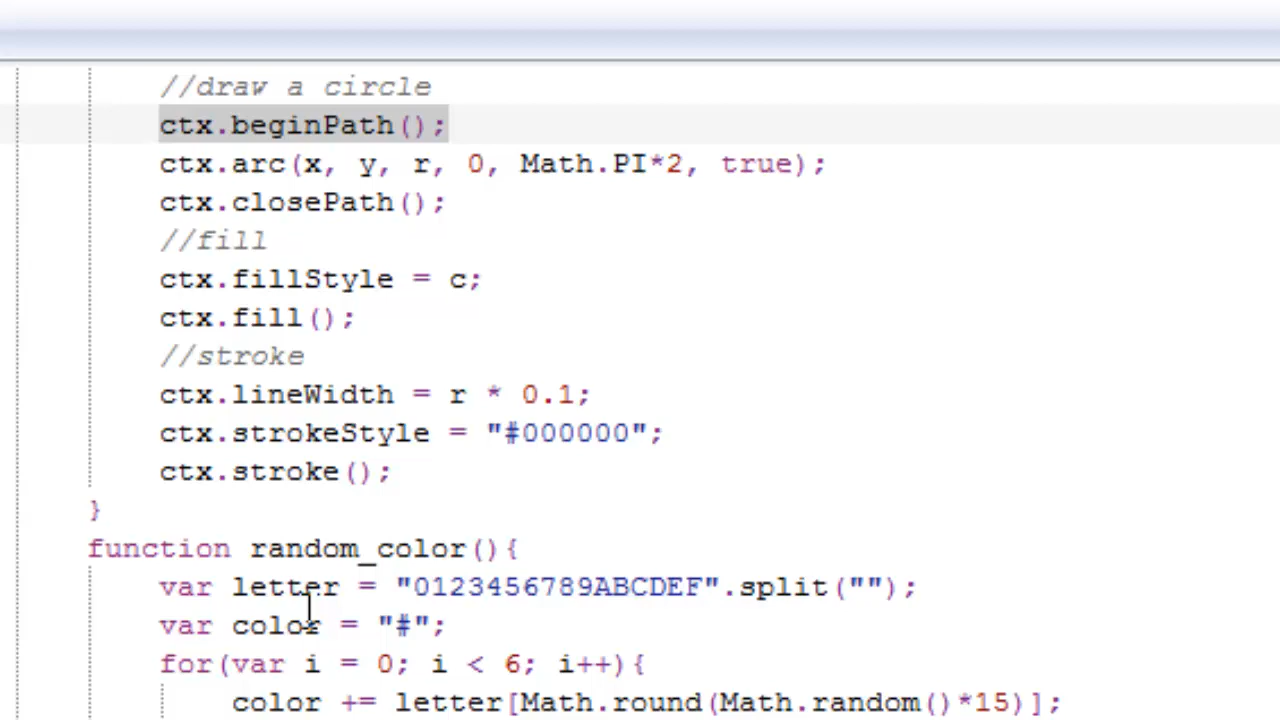 //draw a circle
ctx.beginPath();
ctx.arc(x, y, r, 0, Math.PI*2, true);
ctx.closePath();
//fill
ctx.fillStyle = c;
ctx.fill();
//stroke
ctx.lineWidth = r * 0.1;
ctx.strokeStyle = "#000000";
ctx.stroke();
}
function random_color(){
var letter = "0123456789ABCDEF".split("");
var color = "#";
for(var i = 0; i < 6; i++){
color += letter[Math.round(Math.random()*15)];